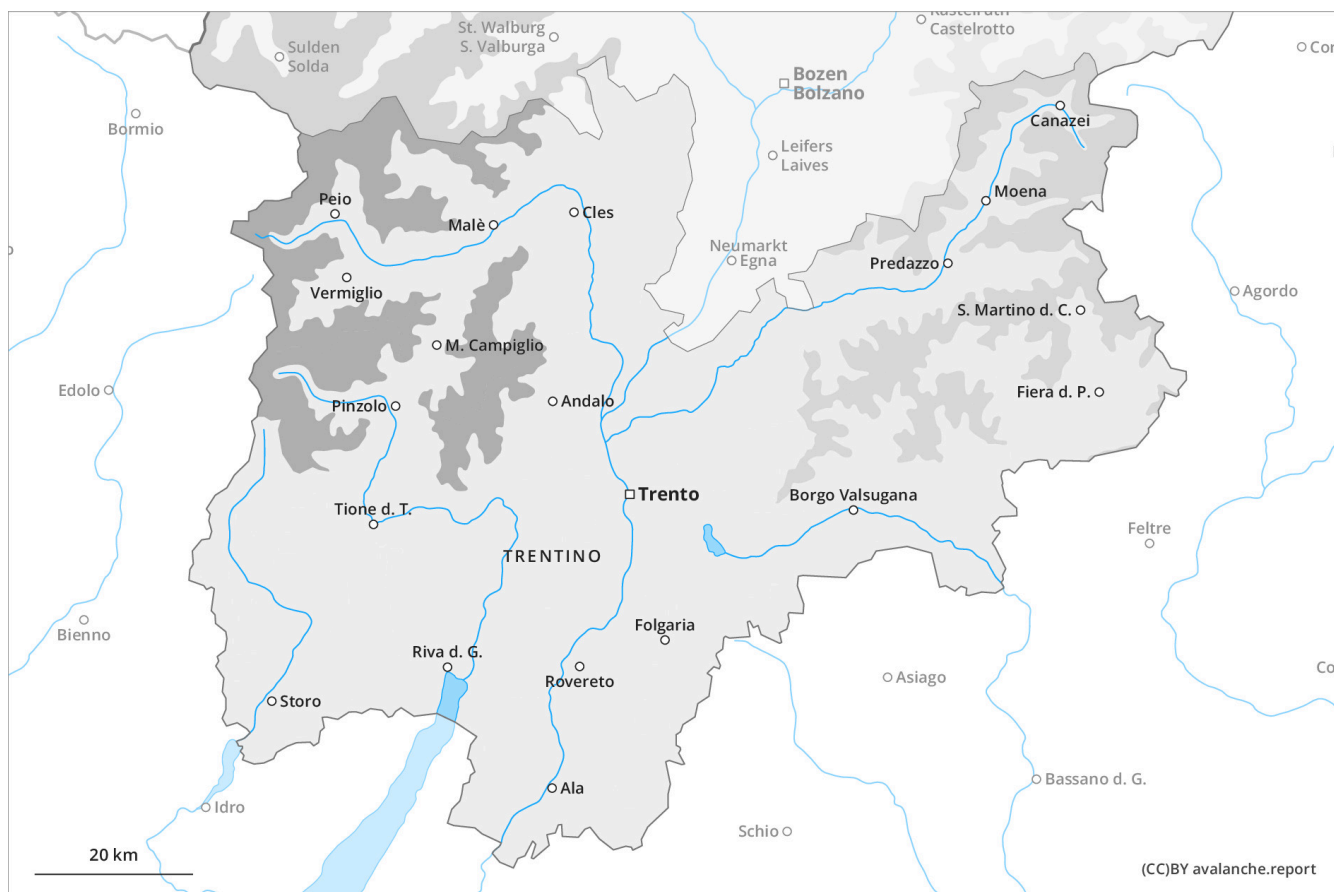 St. Walburg
S. Valburga
Castelrotto
Sulden
Solda
Bozen
Bolzano
Bormio
Canazei
Leifers
Laives
Peio
Moena
Malè
Cles
Neumarkt
Egna
Predazzo
Vermiglio
Agordo
S. Martino d. C.
M. Campiglio
Edolo
Fiera d. P.
Andalo
Pinzolo
Trento
Borgo Valsugana
Tione d. T.
Feltre
TRENTINO
Bienno
Folgaria
Riva d. G.
Rovereto
Asiago
Storo
Bassano d. G.
Ala
Idro
Schio
20 km
(CC)BY avalanche.report